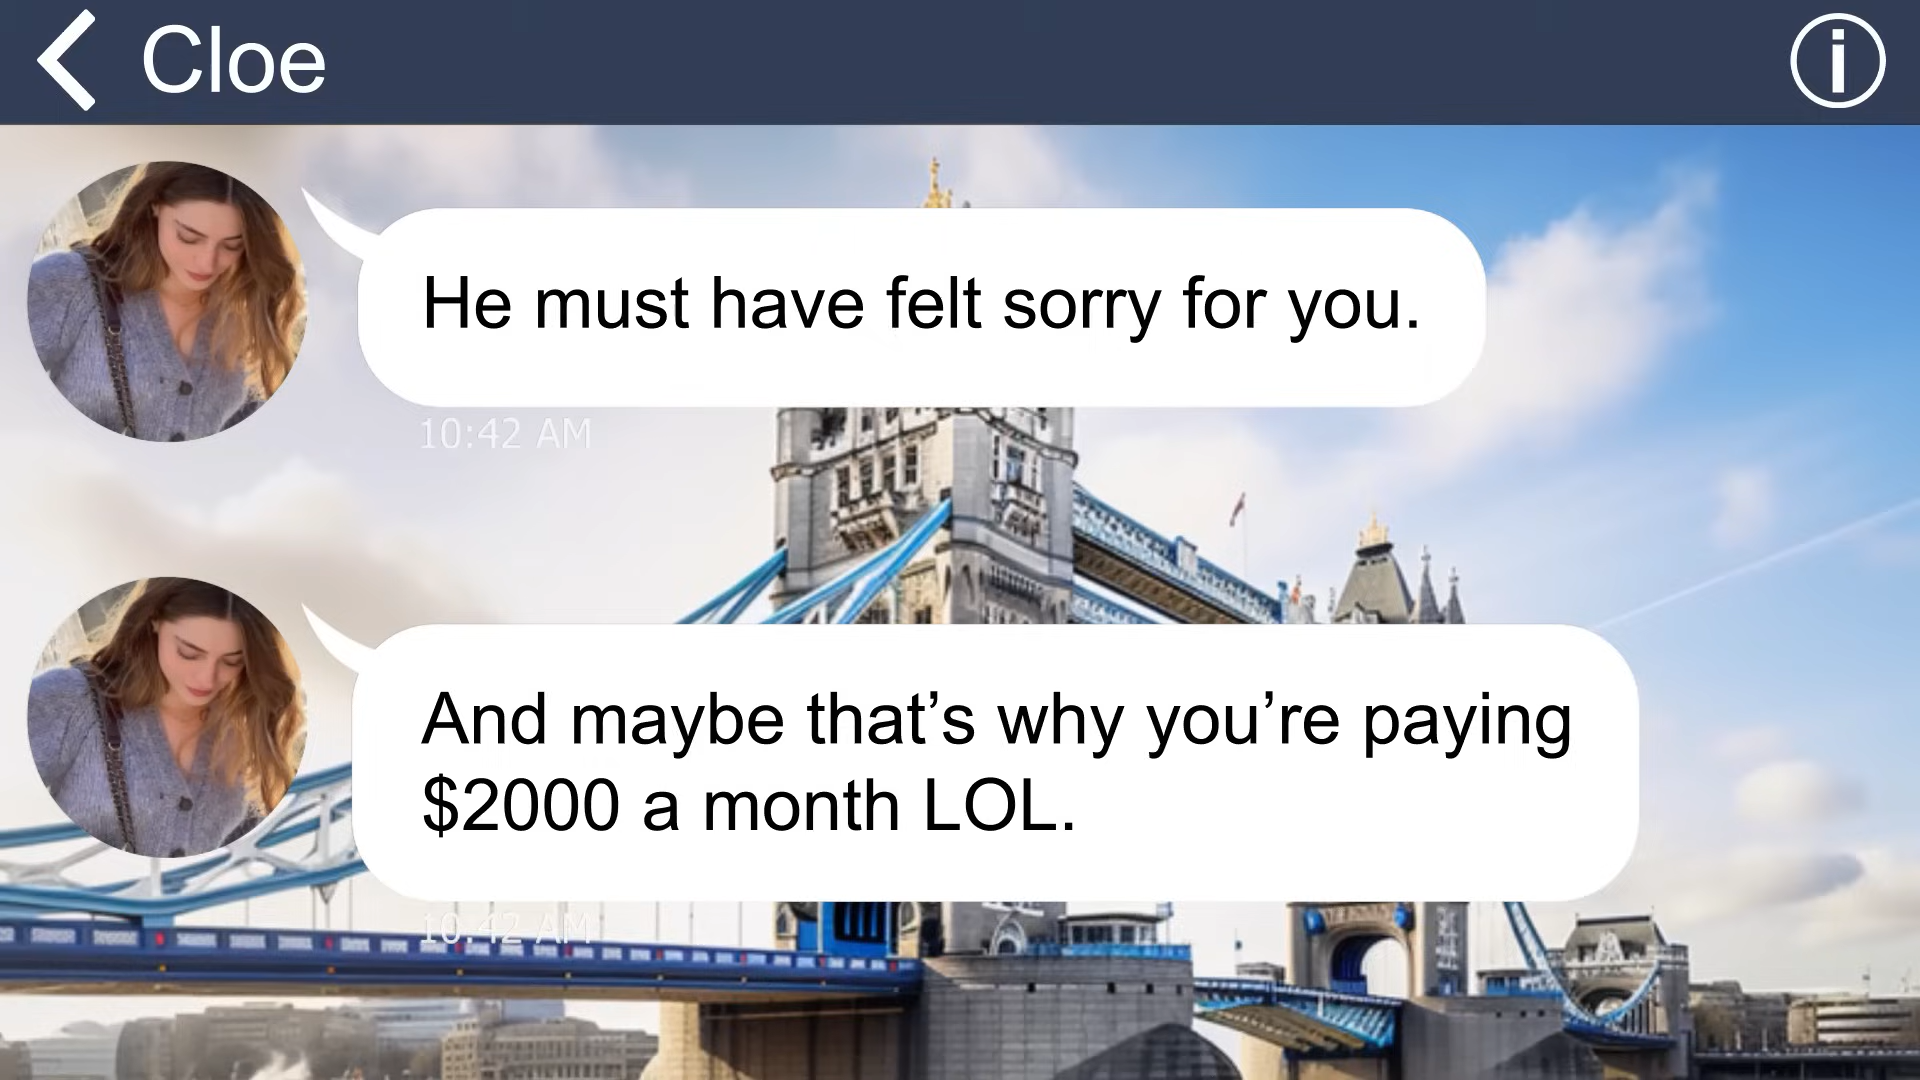 Cloe
He must have felt sorry for you.
10:42 AM
And maybe that’s why you’re paying
$2000 a month LOL.
10:42 AM